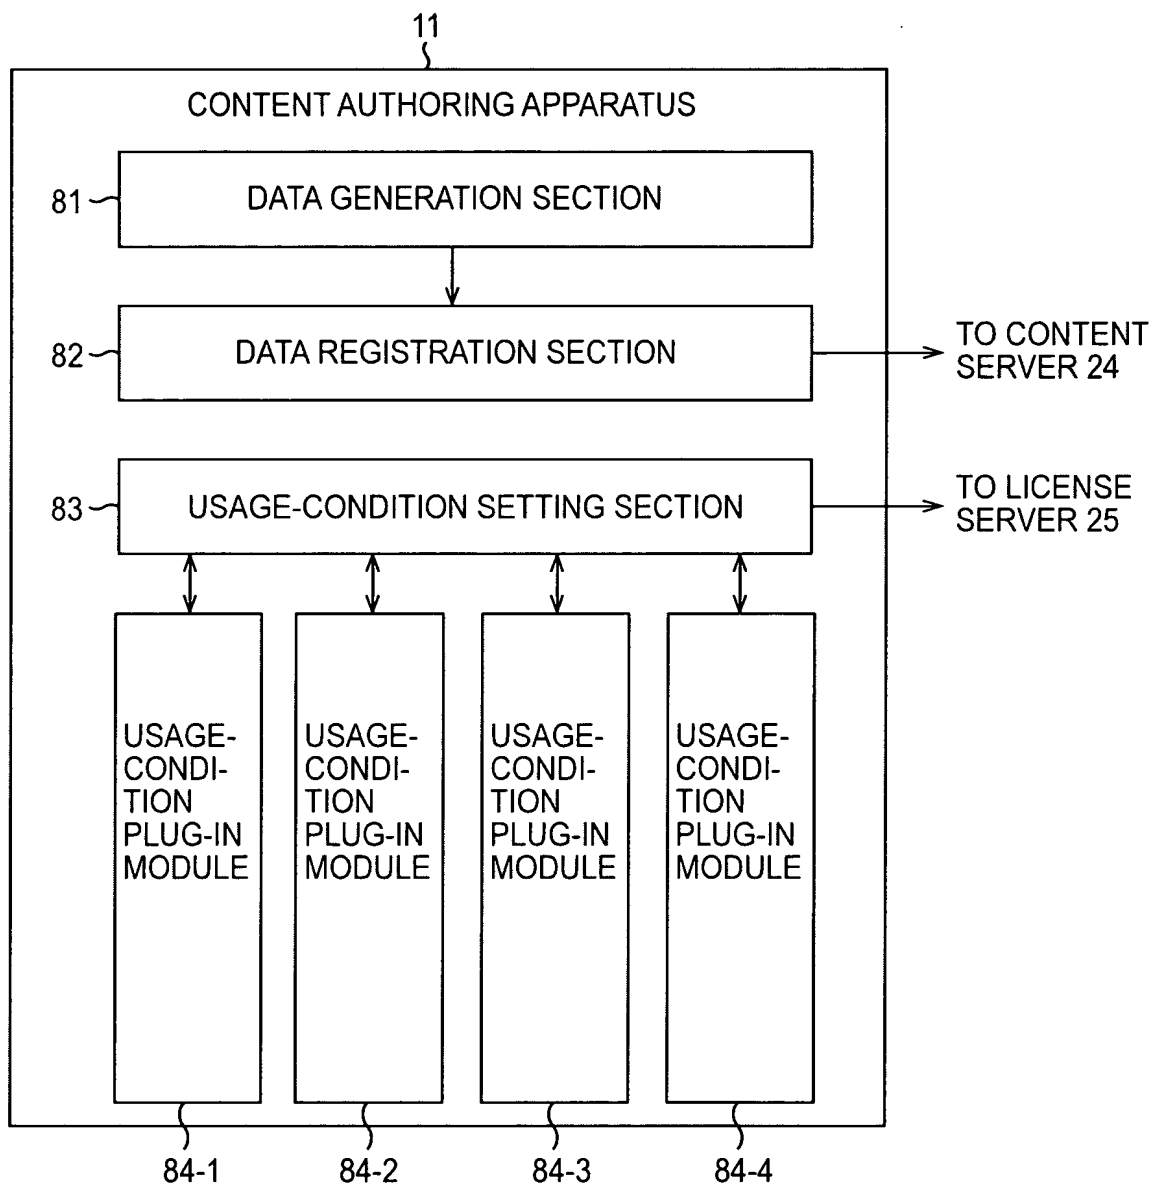 11
CONTENT AUTHORING APPARATUS
81
DATA GENERATION SECTION
82
DATA REGISTRATION SECTION
TO CONTENT
SERVER 24
83
USAGE-CONDITION SETTING SECTION
TO LICENSE
SERVER 25
USAGE-
CONDI-
TION
PLUG-IN
MODULE
USAGE-
CONDI-
TION
PLUG-IN
MODULE
USAGE-
CONDI-
TION
PLUG-IN
MODULE
USAGE-
CONDI-
TION
PLUG-IN
MODULE
84-1
84-2
84-3
84-4